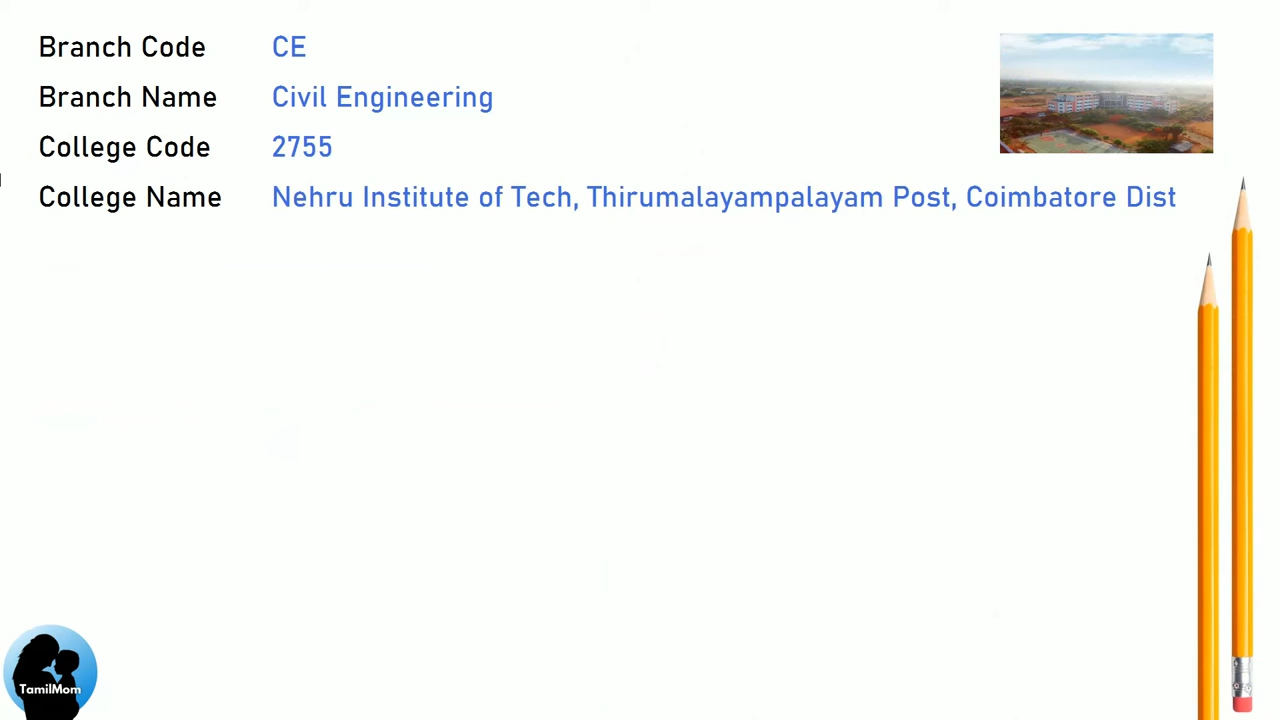 Branch Code CE
Branch Name Civil Engineering
College Code 2755
College Name Nehru Institute of Tech, Thirumalayampalayam Post, Coimbatore Dist
TamilMom